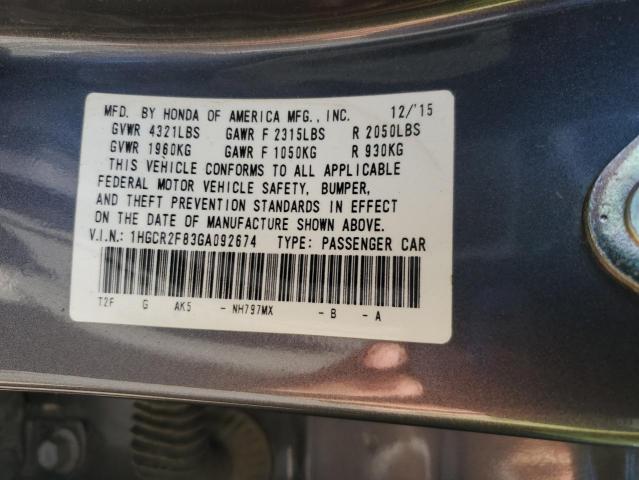 MFD. BY HONDA OF AMERICA MFG., INC. 12/'15
GVWR 4321LBS GAWR F 2315LBS R 2050LBS
GVWR 1960KG GAWR F 1050KG R 930KG
THIS VEHICLE CONFORMS TO ALL APPLICABLE
FEDERAL MOTOR VEHICLE SAFETY, BUMPER,
AND THEFT PREVENTION STANDARDS IN EFFECT
ON THE DATE OF MANUFACTURE SHOWN ABOVE.
V.I.N.: 1HGCR2F83GA092674 TYPE: PASSENGER CAR
T2F G AK5 - NH797MX - B - A